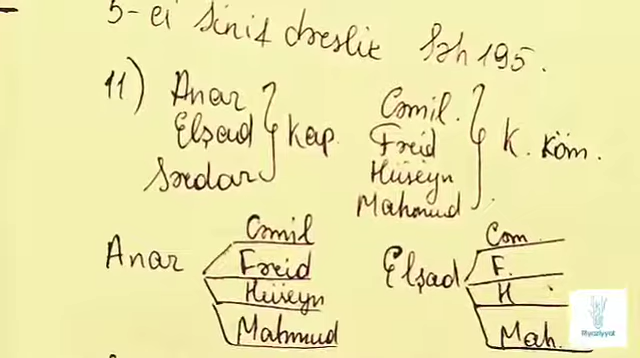 5-ci sinif dərslik Səh 195.
11) Anar
Elşad
Sərdar
Kap.
Cəmil.
Fərid
Hüseyn
Mahmud
K. köm.
Anar
Cəmil
Fərid
Hüseyn
Mahmud
Elşad
Cəm.
F.
H
Mah.
Riyaziyyat